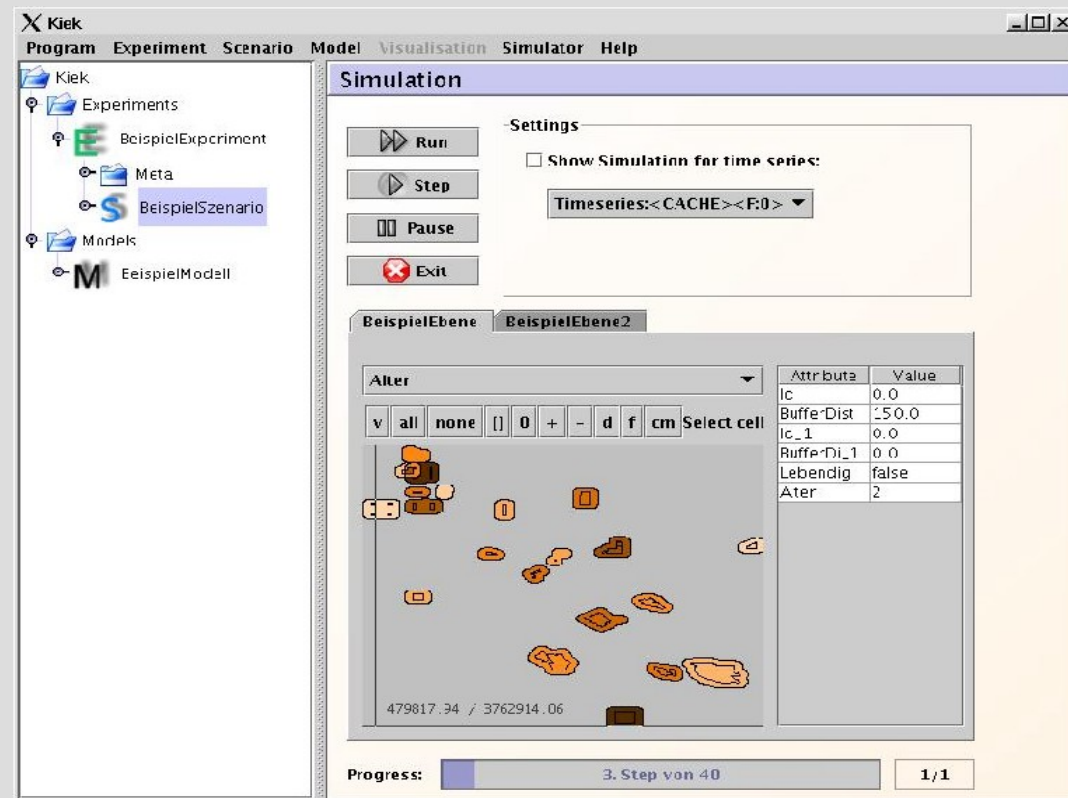 Kiek
Program Experiment Scenario Model Visualisation Simulator Help
Kiek
Experiments
BeispielExperiment
Meta
BeispielSzenario
Models
BeispielModell
Simulation
Run
Step
Pause
Exit
Settings
Show Simulation for time series:
Timeseries:<CACHE><F:0>
BeispielEbene BeispielEbene2
Alter
v all none [] 0 + - d f cm Select cell
Attribute Value
Ic 0.0
BufferDist 150.0
Ic_1 0.0
BufferDi_1 0.0
Lebendig false
Ater 2
479817.94 / 3762914.06
Progress: 3. Step von 40 1/1